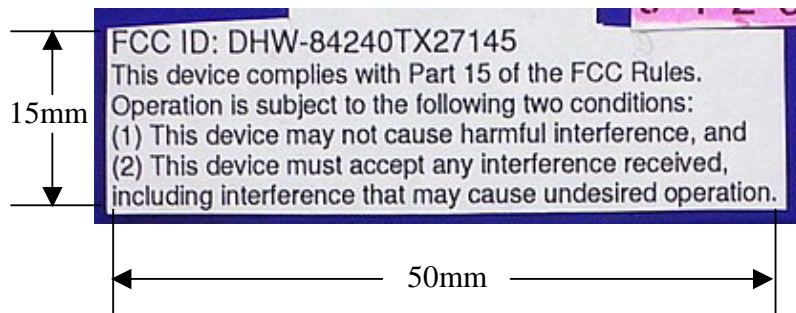 FCC ID: DHW-84240TX27145
This device complies with Part 15 of the FCC Rules.
Operation is subject to the following two conditions:
(1) This device may not cause harmful interference, and
(2) This device must accept any interference received,
including interference that may cause undesired operation.
15mm
50mm